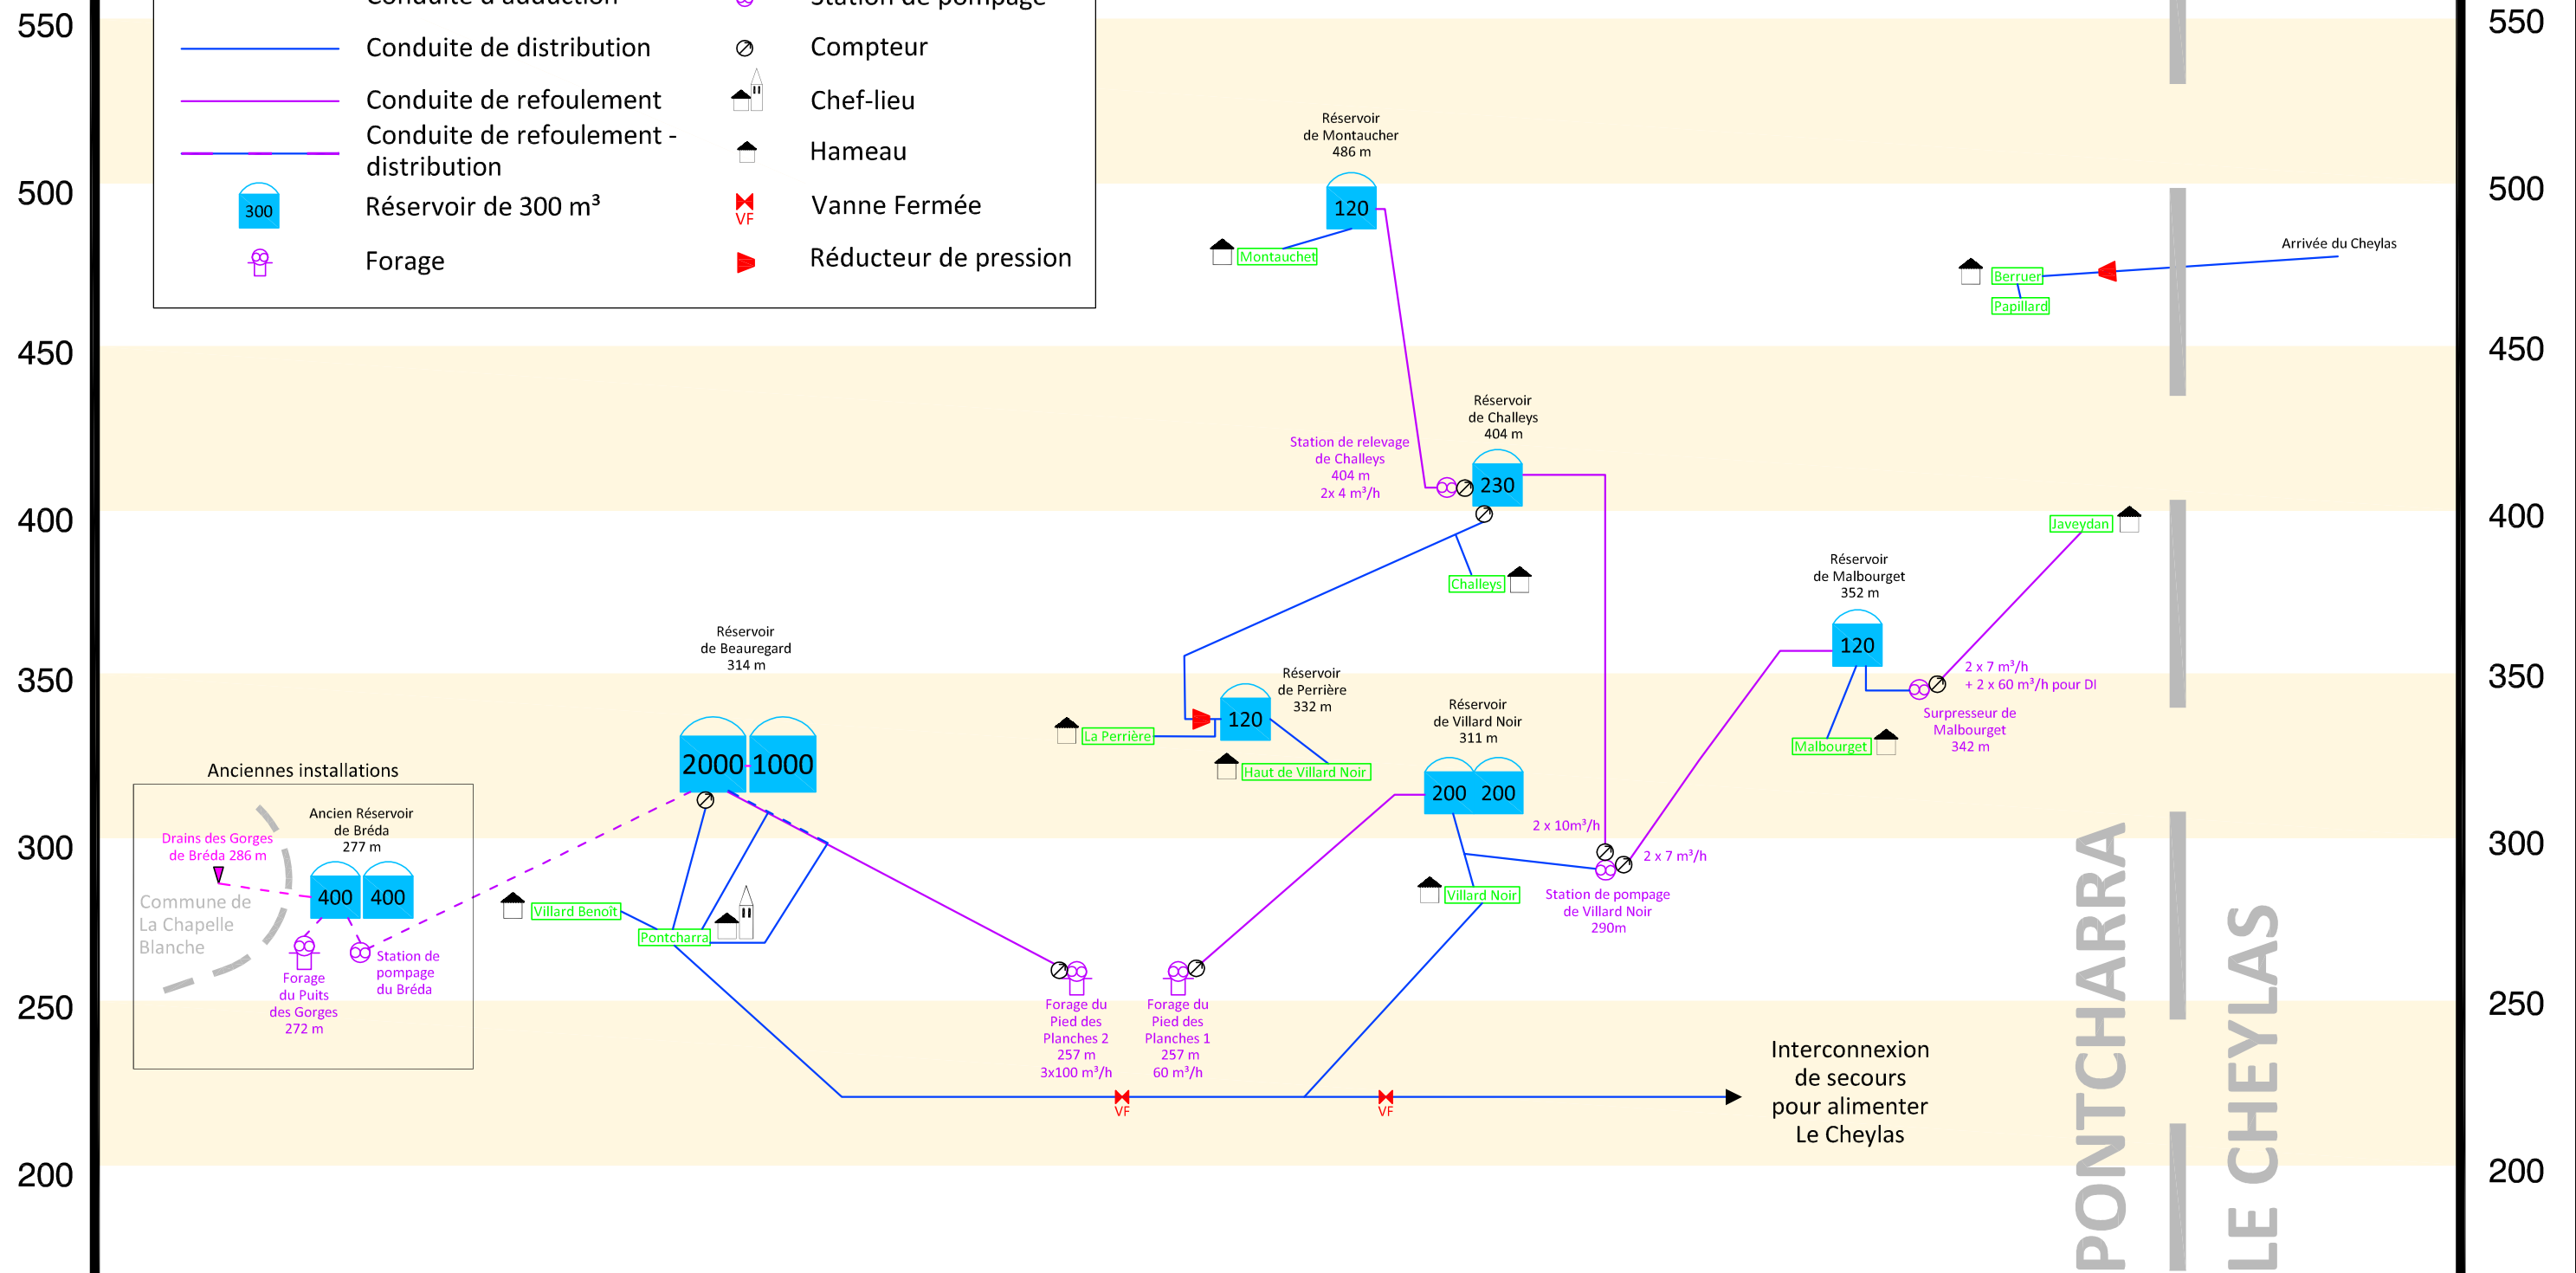 Conduite d'adduction
Station de pompage
Conduite de distribution
Compteur
Conduite de refoulement
Chef-lieu
Conduite de refoulement -
distribution
Hameau
300
Réservoir de 300 m³
VF
Vanne Fermée
Forage
Réducteur de pression
550
500
450
400
350
300
250
200
550
500
450
400
350
300
250
200
Réservoir
de Montaucher
486 m
120
Montauchet
Arrivée du Cheylas
Berruer
Papillard
Réservoir
de Challeys
404 m
230
Station de relevage
de Challeys
404 m
2x 4 m³/h
Challeys
Javeydan
Réservoir
de Malbourget
352 m
120
2 x 7 m³/h
+ 2 x 60 m³/h pour DI
Surpresseur de
Malbourget
342 m
Malbourget
Réservoir
de Beauregard
314 m
2000
1000
Réservoir
de Perrière
332 m
120
La Perrière
Haut de Villard Noir
Réservoir
de Villard Noir
311 m
200
200
2 x 10m³/h
2 x 7 m³/h
Station de pompage
de Villard Noir
290m
Villard Noir
Anciennes installations
Ancien Réservoir
de Bréda
277 m
400
400
Drains des Gorges
de Bréda 286 m
Commune de
La Chapelle
Blanche
Forage
du Puits
des Gorges
272 m
Station de
pompage
du Bréda
Villard Benoît
Pontcharra
Forage du
Pied des
Planches 2
257 m
3x100 m³/h
Forage du
Pied des
Planches 1
257 m
60 m³/h
VF
VF
Interconnexion
de secours
pour alimenter
Le Cheylas
PONTCHARRA
LE CHEYLAS